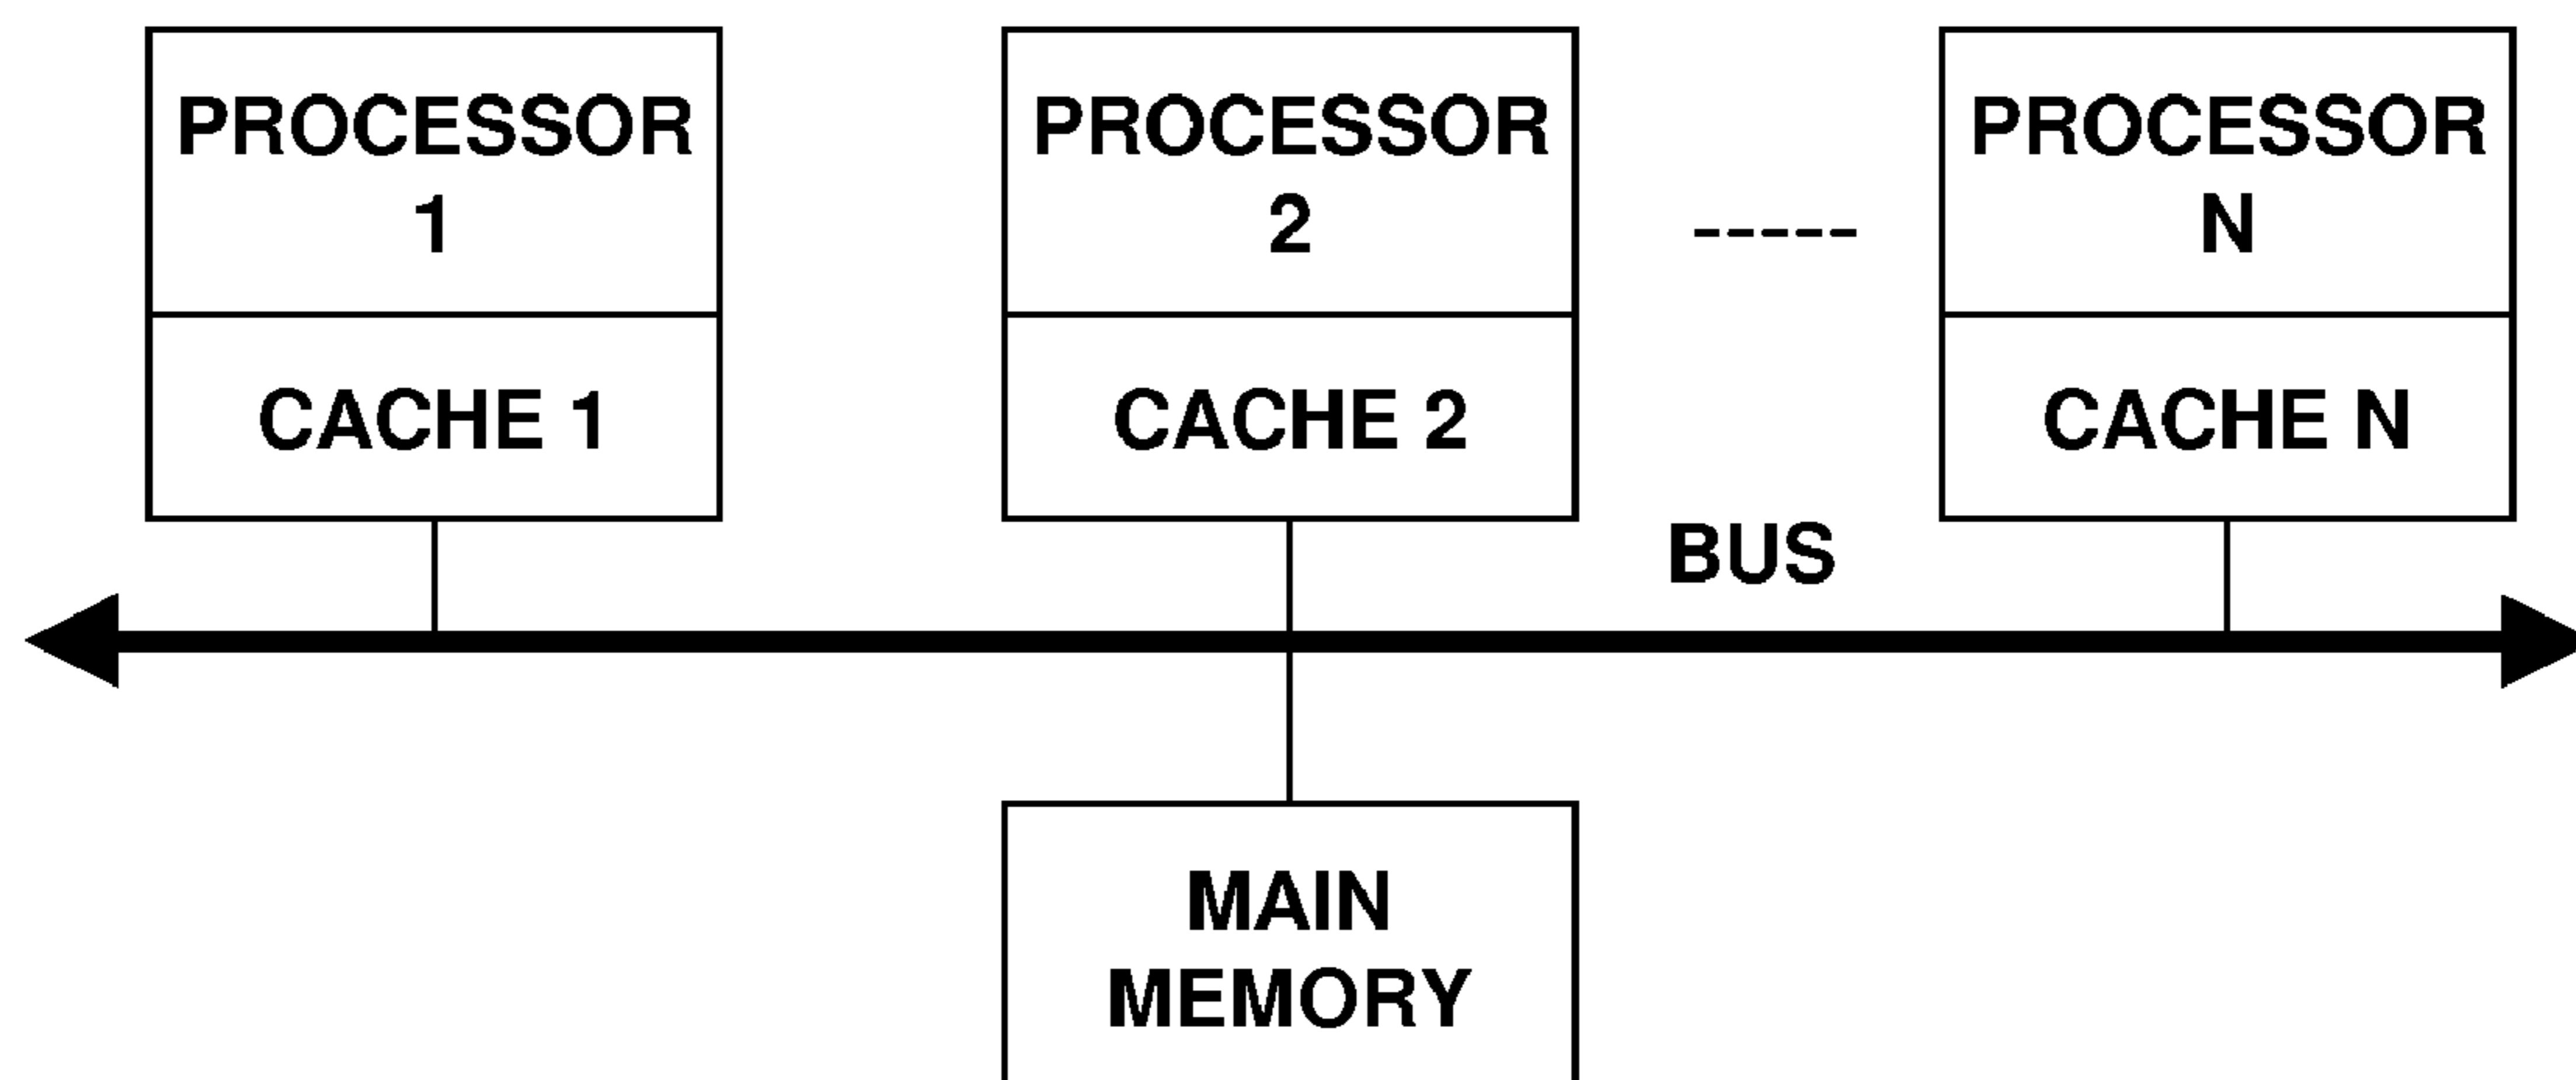 PROCESSOR
1
CACHE 1
PROCESSOR
2
CACHE 2
-----
PROCESSOR
N
CACHE N
BUS
MAIN
MEMORY